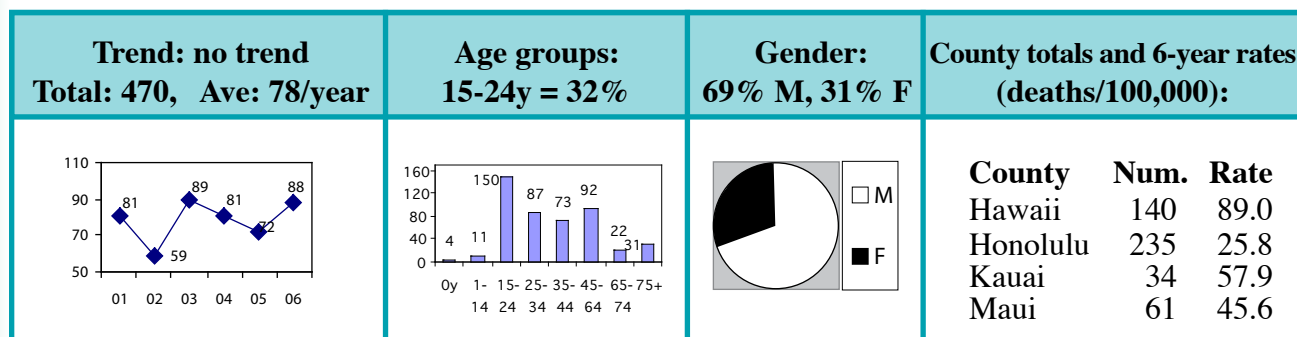 Trend: no trend
Total: 470, Ave: 78/year
Age groups:
15-24y = 32%
Gender:
69% M, 31% F
County totals and 6-year rates
(deaths/100,000):
110
90
70
50
81
59
89
81
72
88
01 02 03 04 05 06
160
120
80
40
0
4
11
150
87
73
92
22
31
0y 1- 15- 25- 35- 45- 65- 75+
14 24 34 44 64 74
M
F
County Num. Rate
Hawaii 140 89.0
Honolulu 235 25.8
Kauai 34 57.9
Maui 61 45.6